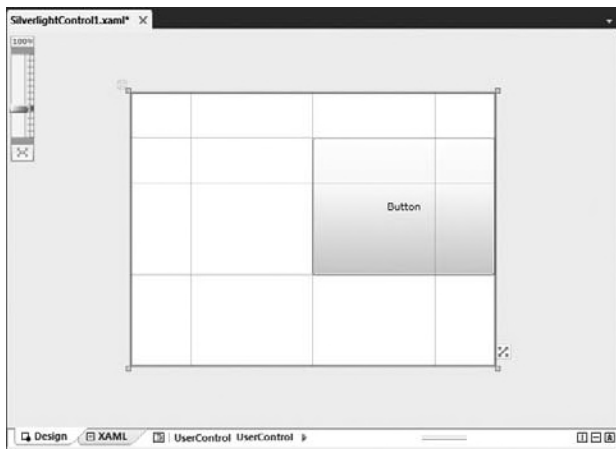 SilverlightControl1.xaml*
100%
Button
Design XAML UserControl UserControl